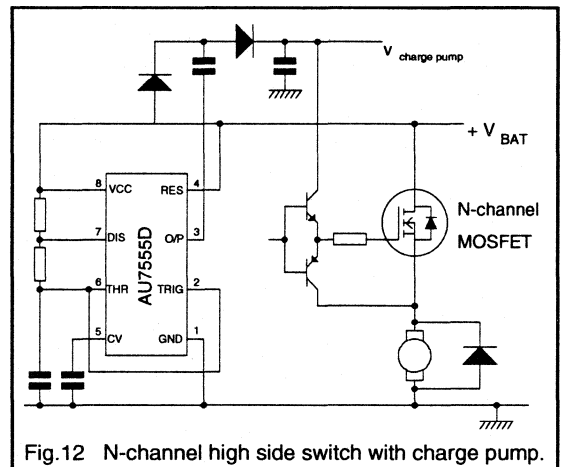 V charge pump
+ V BAT
8 VCC RES 4
7 DIS O/P 3
AU7555D
6 THR TRIG 2
5 CV GND 1
N-channel
MOSFET
Fig.12 N-channel high side switch with charge pump.